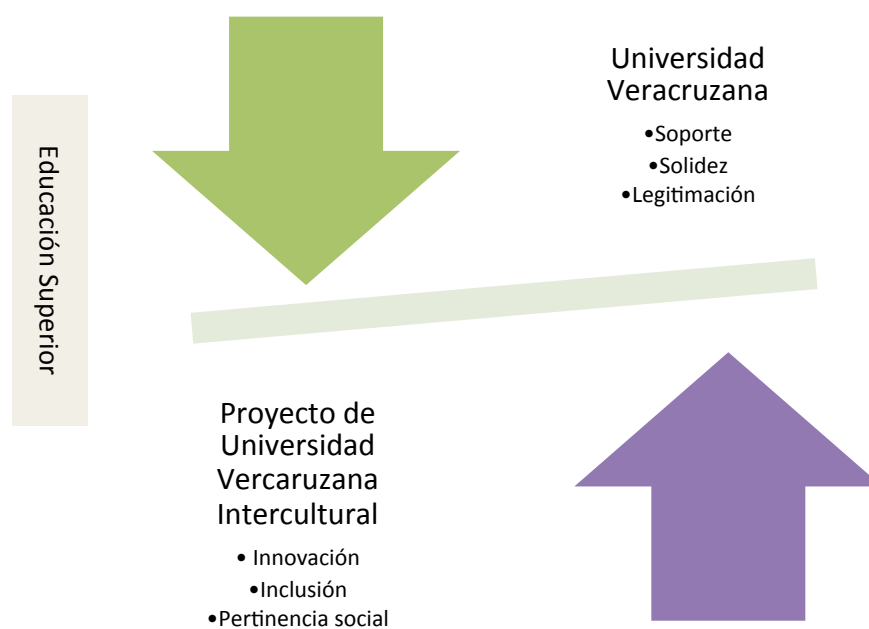 Educación Superior
Universidad
Veracruzana
•Soporte
•Solidez
•Legitimación
Proyecto de
Universidad
Vercaruzana
Intercultural
• Innovación
•Inclusión
•Pertinencia social